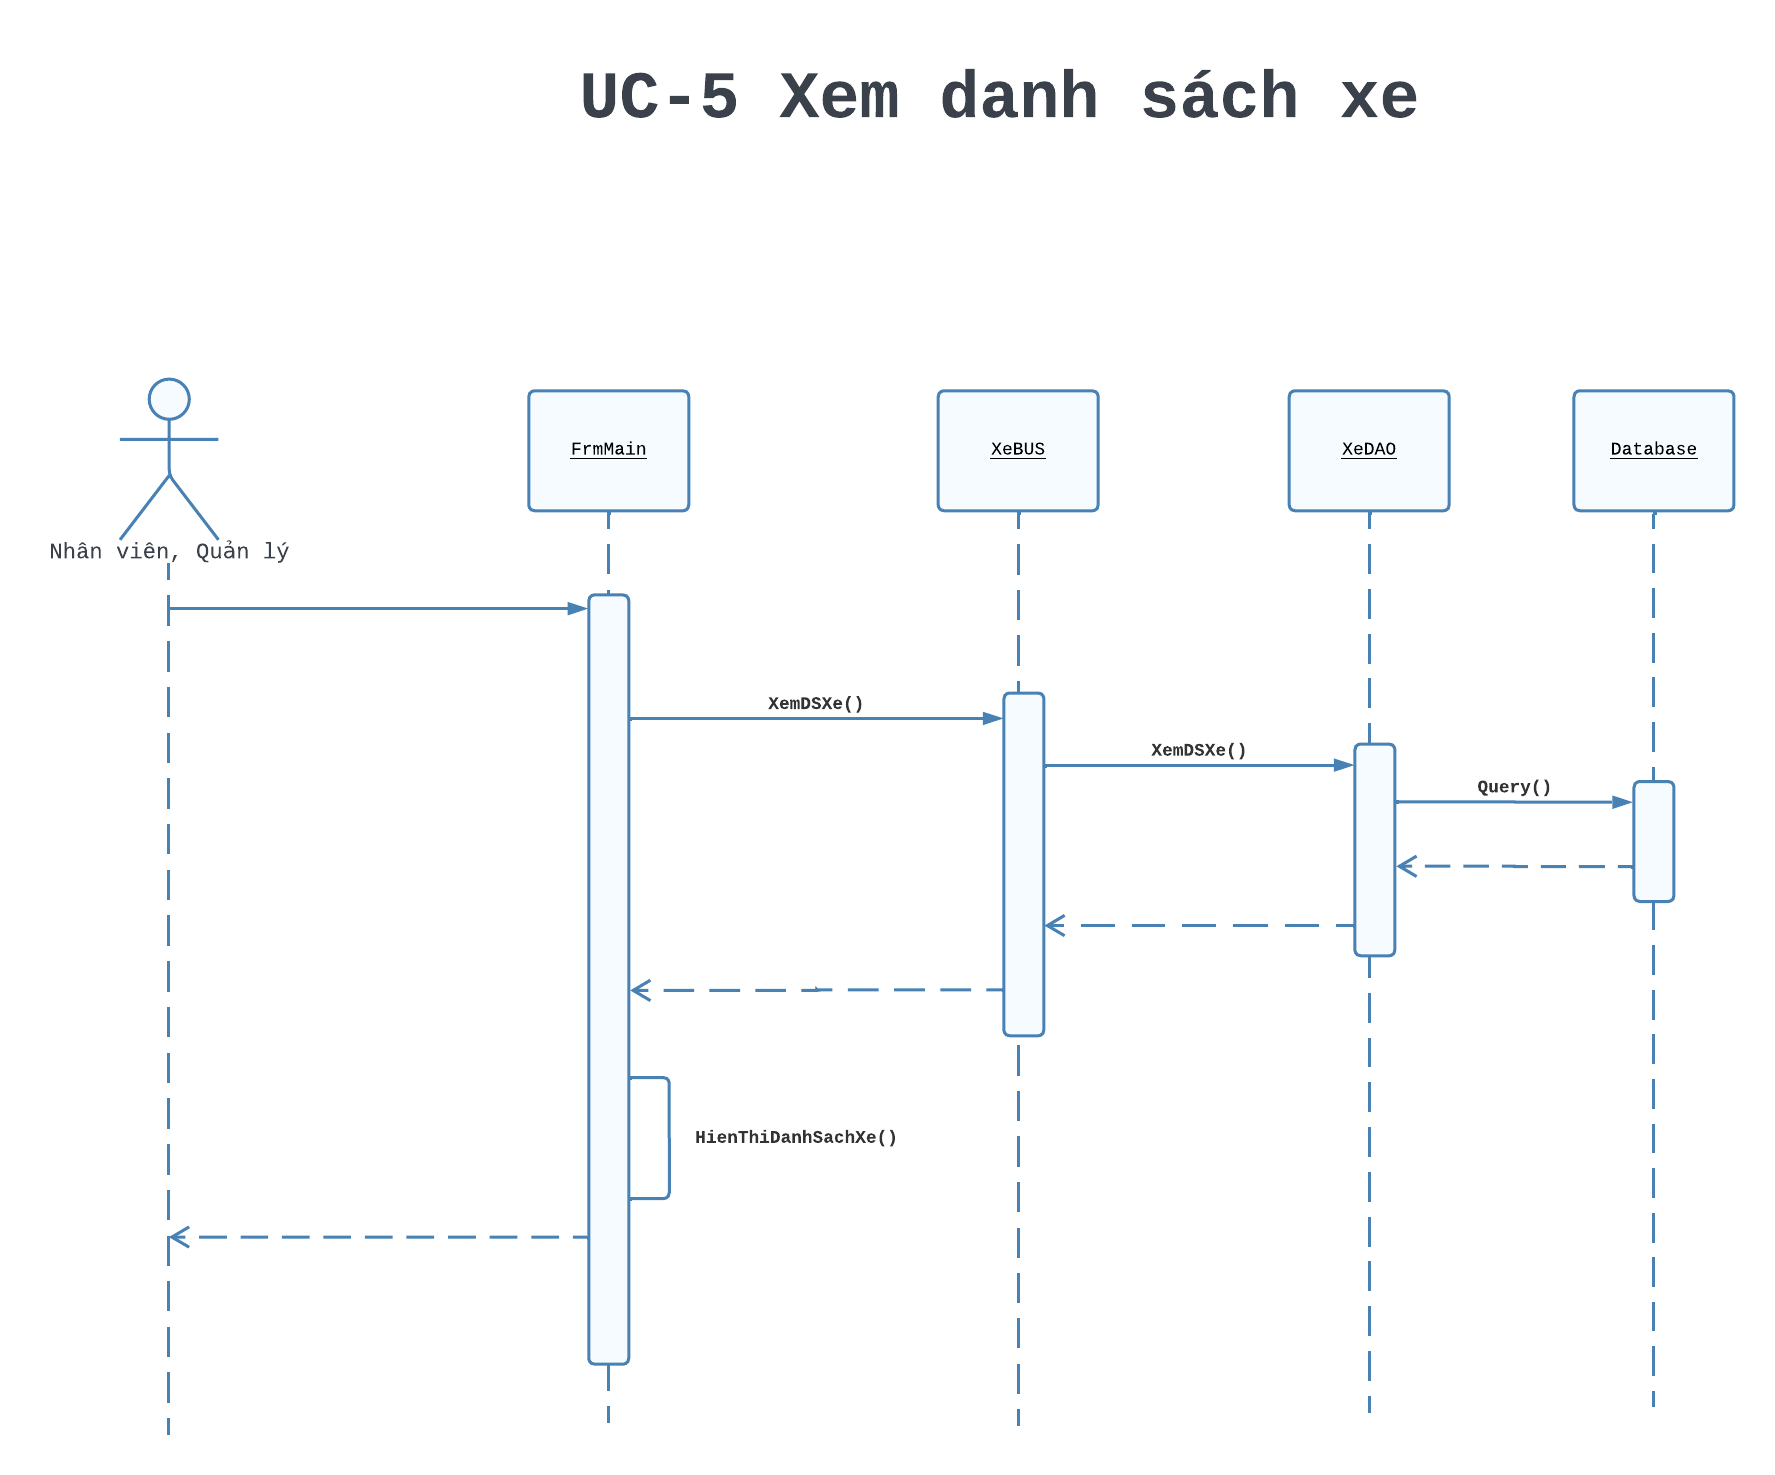 UC-5 Xem danh sách xe
FrmMain
XeBUS
XeDAO
Database
Nhân viên, Quản lý
XemDSXe()
XemDSXe()
Query()
HienThiDanhSachXe()